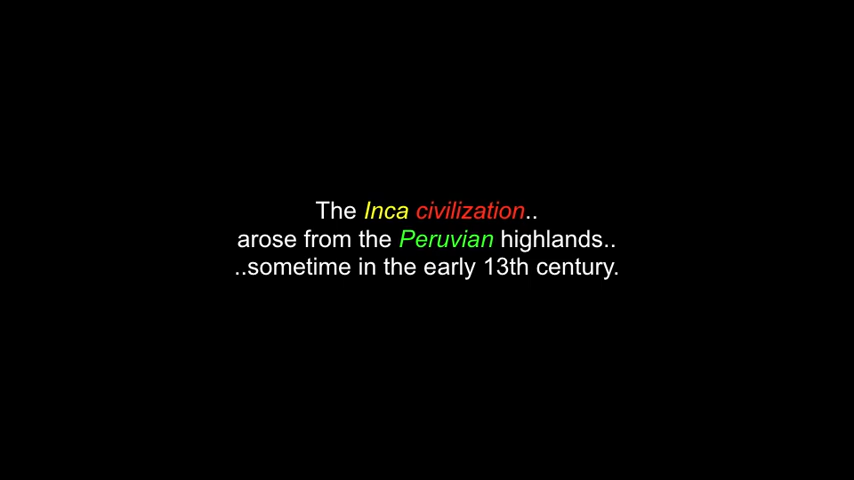 The Inca civilization..
arose from the Peruvian highlands..
..sometime in the early 13th century.